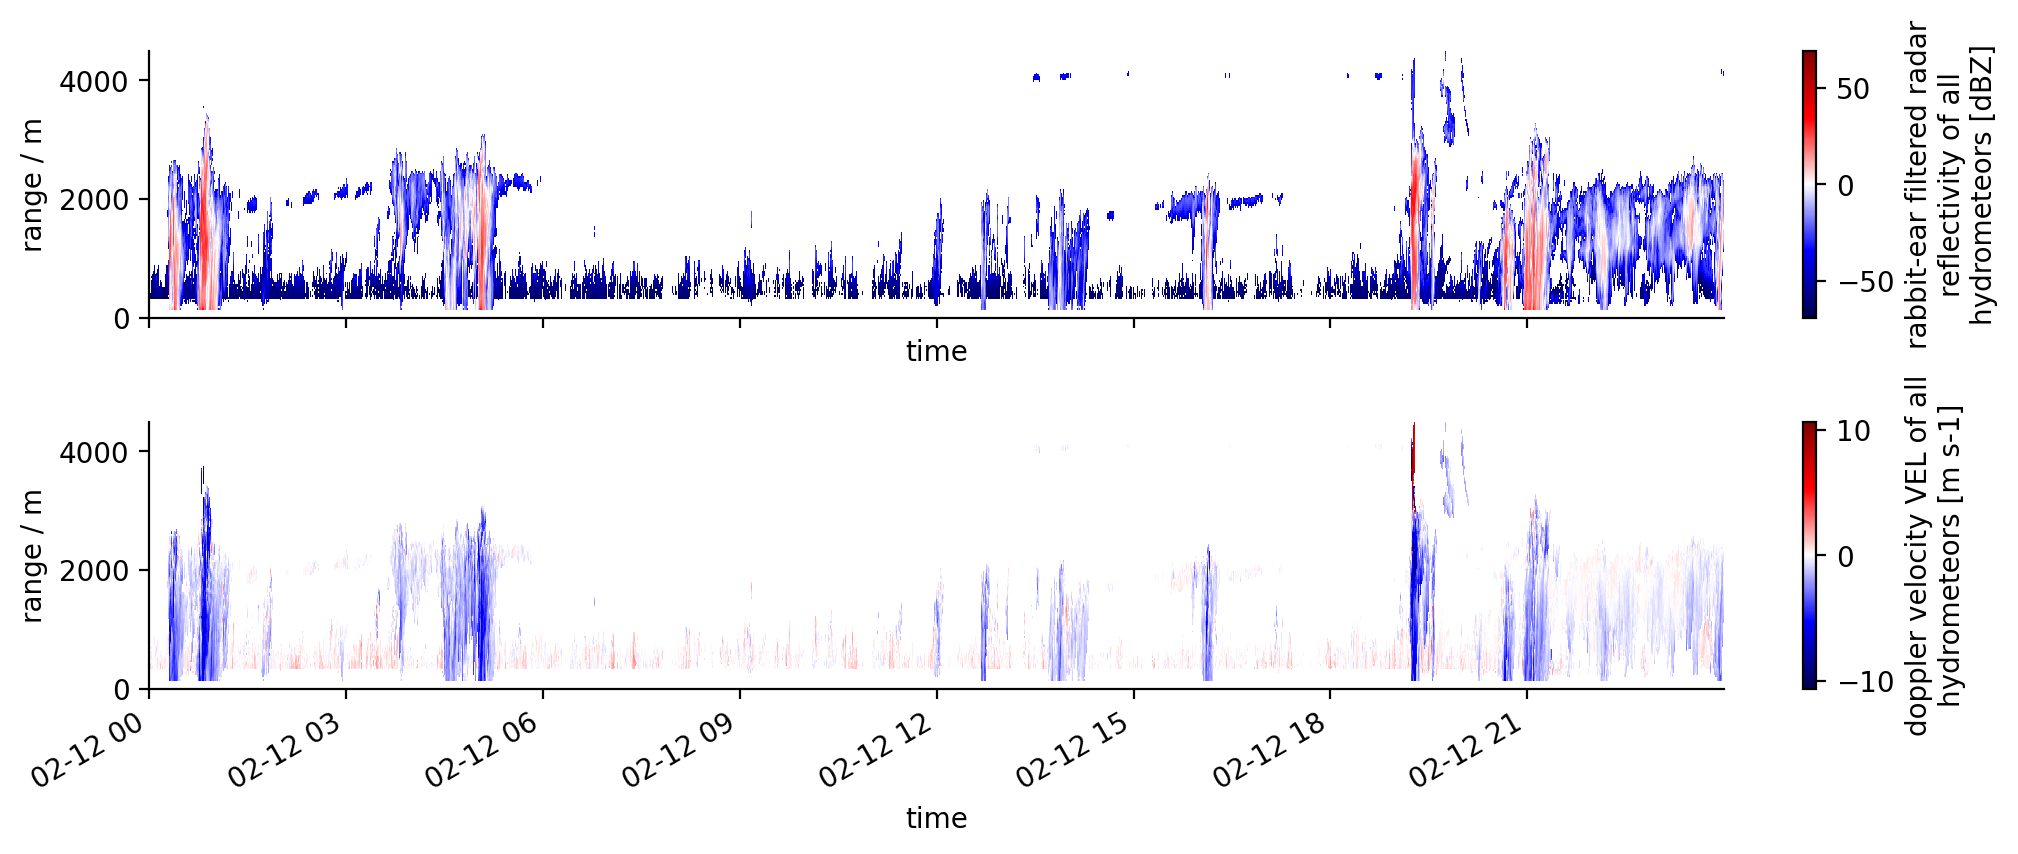 4000
2000
0
range / m
time
50
0
−50
rabbit-ear filtered radar
reflectivity of all
hydrometeors [dBZ]
4000
2000
0
range / m
02-12 00
02-12 03
02-12 06
02-12 09
02-12 12
02-12 15
02-12 18
02-12 21
time
10
0
−10
doppler velocity VEL of all
hydrometeors [m s-1]